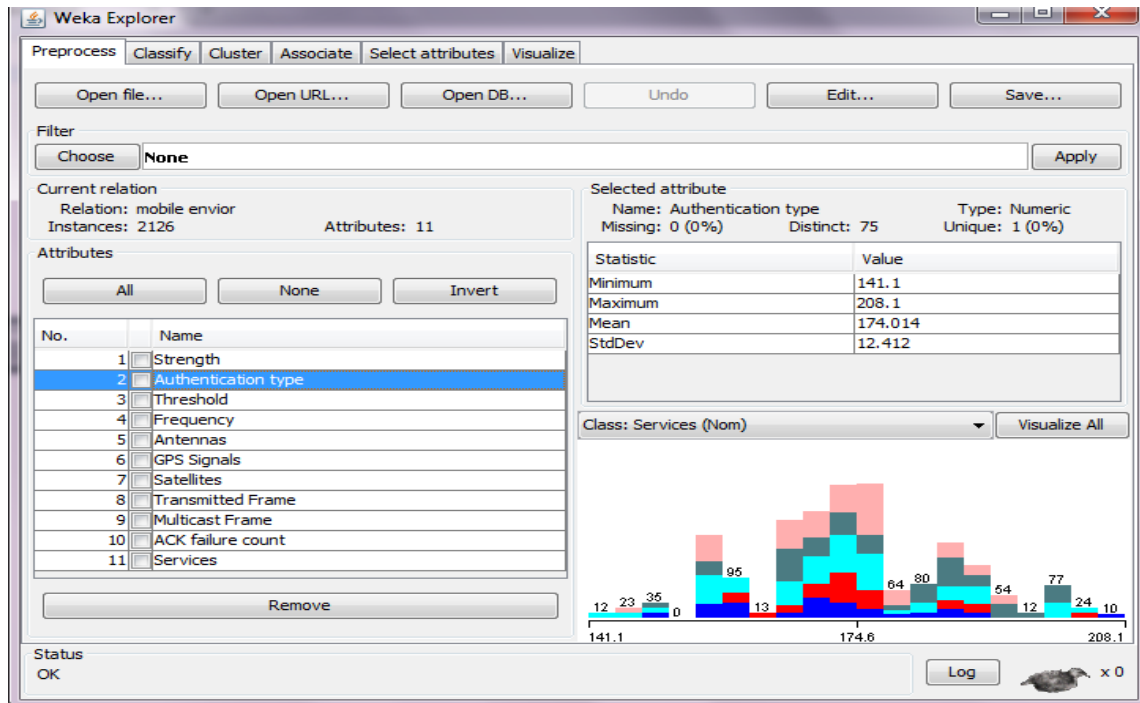 Weka Explorer
Preprocess Classify Cluster Associate Select attributes Visualize
Open file... Open URL... Open DB... Undo Edit... Save...
Filter
Choose None Apply
Current relation
Relation: mobile envior
Instances: 2126 Attributes: 11
Attributes
All None Invert
No. Name
1 Strength
2 Authentication type
3 Threshold
4 Frequency
5 Antennas
6 GPS Signals
7 Satellites
8 Transmitted Frame
9 Multicast Frame
10 ACK failure count
11 Services
Remove
Selected attribute
Name: Authentication type Type: Numeric
Missing: 0 (0%) Distinct: 75 Unique: 1 (0%)
Statistic Value
Minimum 141.1
Maximum 208.1
Mean 174.014
StdDev 12.412
Class: Services (Nom) Visualize All
12 23 35 0 95 13 64 80 54 12 77 24 10
141.1 174.6 208.1
Status
OK Log x 0